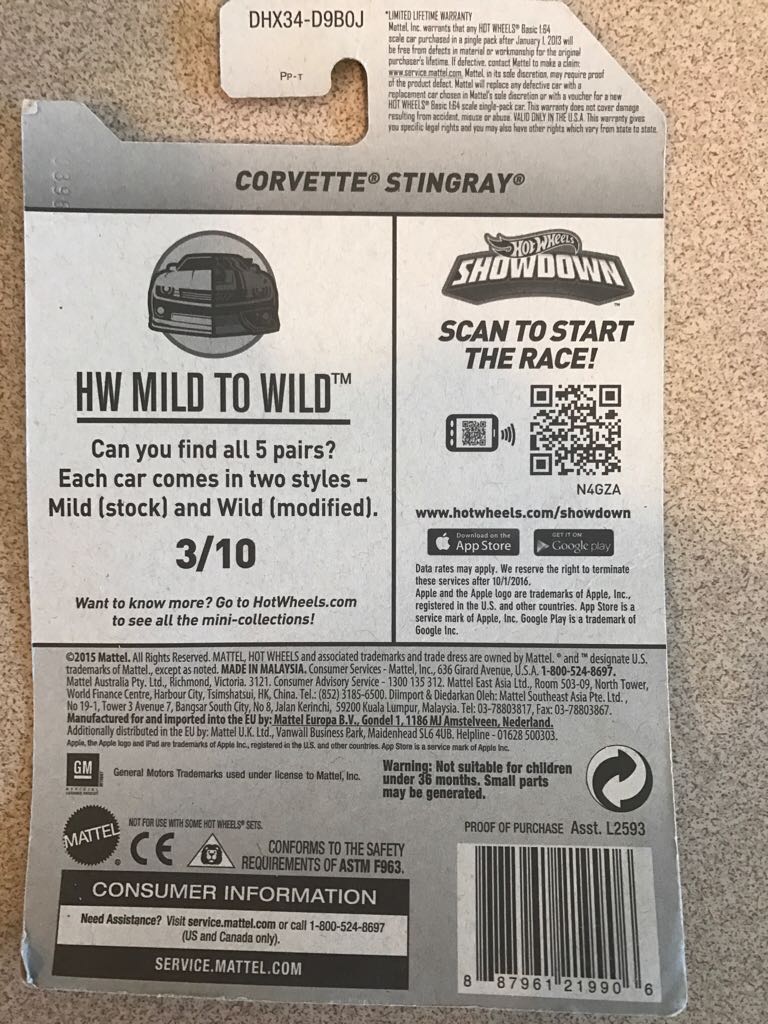 DHX34-D9B0J
PP-T
*LIMITED LIFETIME WARRANTY
Mattel, Inc. warrants that any HOT WHEELS® Basic 1:64
scale car purchased in a single pack after January 1, 2013 will
be free from defects in material or workmanship for the original
purchaser's lifetime. If defective, contact Mattel to make a claim:
www.service.mattel.com. Mattel, in its sole discretion, may require proof
of the product defect. Mattel will replace any defective car with a
replacement car chosen in Mattel's sole discretion or with a voucher for a new
HOT WHEELS® Basic 1:64 scale single-pack car. This warranty does not cover damage
resulting from accident, misuse or abuse. VALID ONLY IN THE U.S.A. This warranty gives
you specific legal rights and you may also have other rights which vary from state to state.
CORVETTE® STINGRAY®
HW MILD TO WILD™
Can you find all 5 pairs?
Each car comes in two styles –
Mild (stock) and Wild (modified).
3/10
Want to know more? Go to HotWheels.com
to see all the mini-collections!
HOT WHEELS
SHOWDOWN™
SCAN TO START
THE RACE!
N4GZA
www.hotwheels.com/showdown
Download on the
App Store
GET IT ON
Google play
Data rates may apply. We reserve the right to terminate
these services after 10/1/2016.
Apple and the Apple logo are trademarks of Apple, Inc.,
registered in the U.S. and other countries. App Store is a
service mark of Apple, Inc. Google Play is a trademark of
Google Inc.
©2015 Mattel. All Rights Reserved. MATTEL, HOT WHEELS and associated trademarks and trade dress are owned by Mattel. ® and ™ designate U.S.
trademarks of Mattel, except as noted. MADE IN MALAYSIA. Consumer Services - Mattel, Inc., 636 Girard Avenue, U.S.A. 1-800-524-8697.
Mattel Australia Pty. Ltd., Richmond, Victoria. 3121. Consumer Advisory Service - 1300 135 312. Mattel East Asia Ltd., Room 503-09, North Tower,
World Finance Centre, Harbour City, Tsimshatsui, HK, China. Tel.: (852) 3185-6500. Diimport & Diedarkan Oleh: Mattel Southeast Asia Pte. Ltd.,
No 19-1, Tower 3 Avenue 7, Bangsar South City, No 8, Jalan Kerinchi, 59200 Kuala Lumpur, Malaysia. Tel: 03-78803817, Fax: 03-78803867.
Manufactured for and imported into the EU by: Mattel Europa B.V., Gondel 1, 1186 MJ Amstelveen, Nederland.
Additionally distributed in the EU by: Mattel U.K. Ltd., Vanwall Business Park, Maidenhead SL6 4UB. Helpline - 01628 500303.
Apple, the Apple logo and iPad are trademarks of Apple Inc., registered in the U.S. and other countries. App Store is a service mark of Apple Inc.
GM
General Motors Trademarks used under license to Mattel, Inc.
Warning: Not suitable for children
under 36 months. Small parts
may be generated.
MATTEL
NOT FOR USE WITH SOME HOT WHEELS® SETS.
CE
CONFORMS TO THE SAFETY
REQUIREMENTS OF ASTM F963.
PROOF OF PURCHASE Asst. L2593
CONSUMER INFORMATION
Need Assistance? Visit service.mattel.com or call 1-800-524-8697
(US and Canada only).
SERVICE.MATTEL.COM
8 87961 21990 6